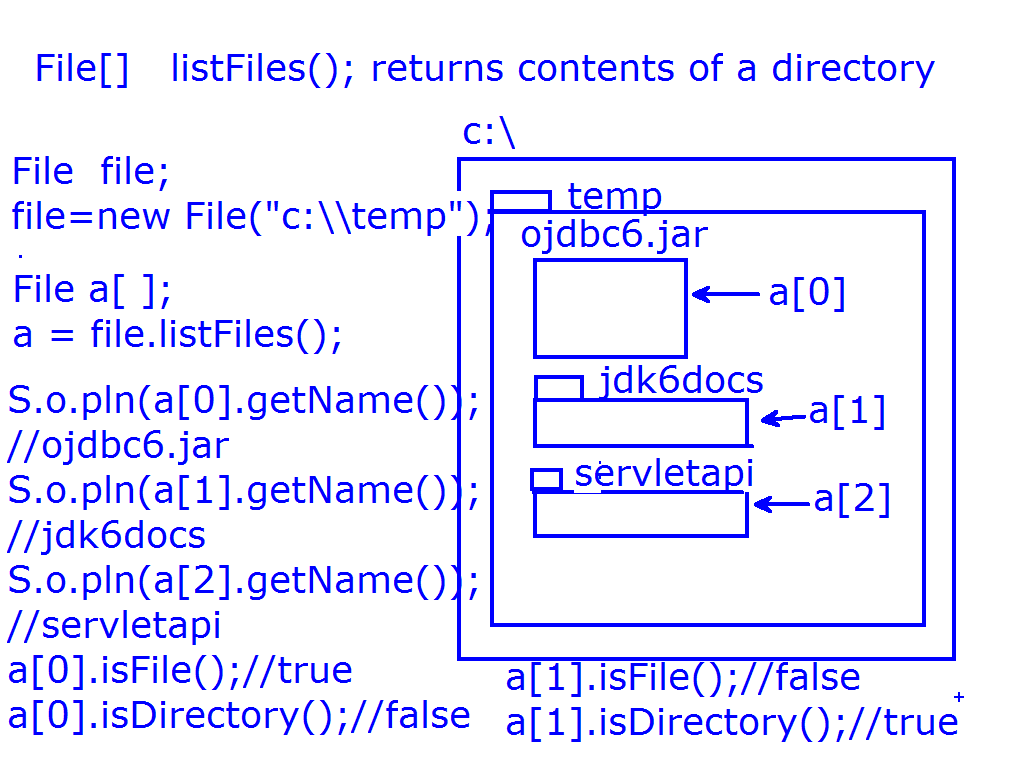 File[] listFiles(); returns contents of a directory
c:\
File file;
file=new File("c:\\temp");
temp
ojdbc6.jar
File a[ ];
a[0]
a = file.listFiles();
jdk6docs
S.o.pln(a[0].getName());
a[1]
//ojdbc6.jar
servletapi
S.o.pln(a[1].getName());
a[2]
//jdk6docs
S.o.pln(a[2].getName());
//servletapi
a[0].isFile();//true
a[1].isFile();//false
a[0].isDirectory();//false
a[1].isDirectory();//true